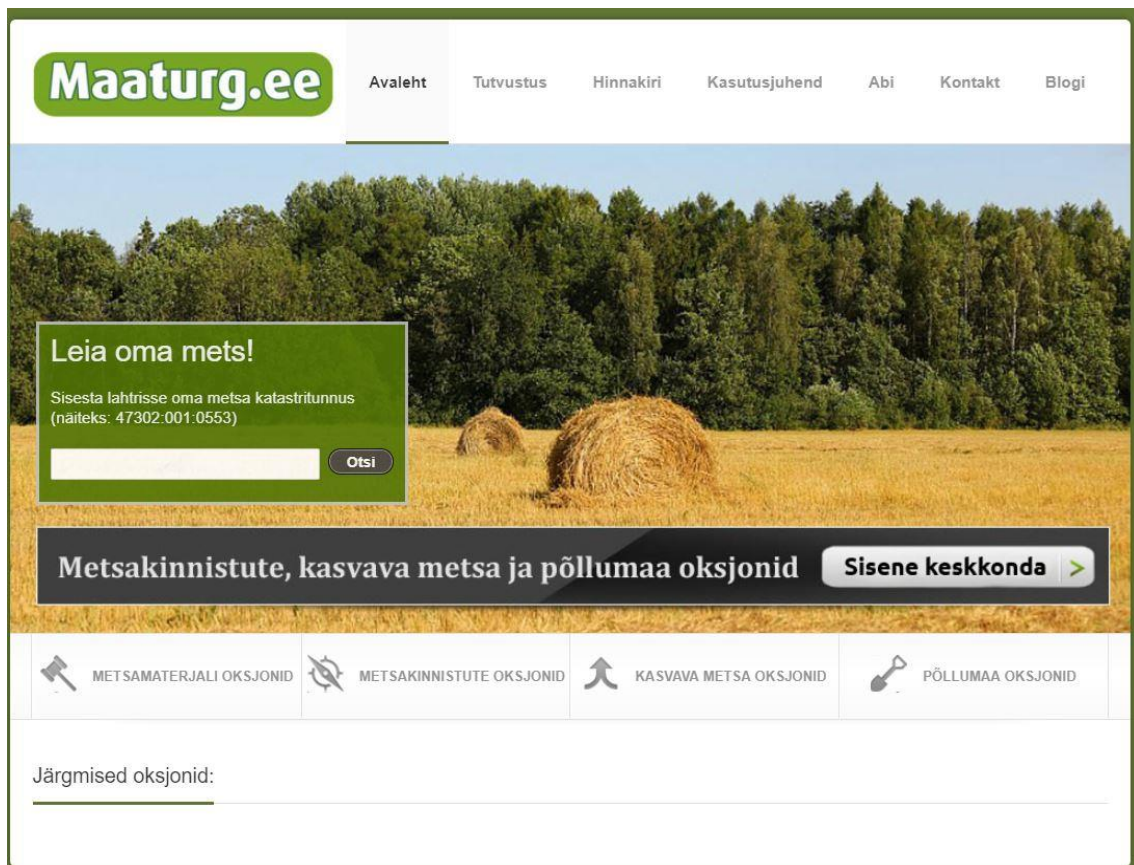 Maaturg.ee
Avaleht Tutvustus Hinnakiri Kasutusjuhend Abi Kontakt Blogi
Leia oma mets!
Sisesta lahtrisse oma metsa katastritunnus
(näiteks: 47302:001:0553)
Otsi
Metsakinnistute, kasvava metsa ja põllumaa oksjonid Sisene keskkonda >
METSAMATERJALI OKSJONID METSAKINNISTUTE OKSJONID KASVAVA METSA OKSJONID PÕLLUMAA OKSJONID
Järgmised oksjonid: